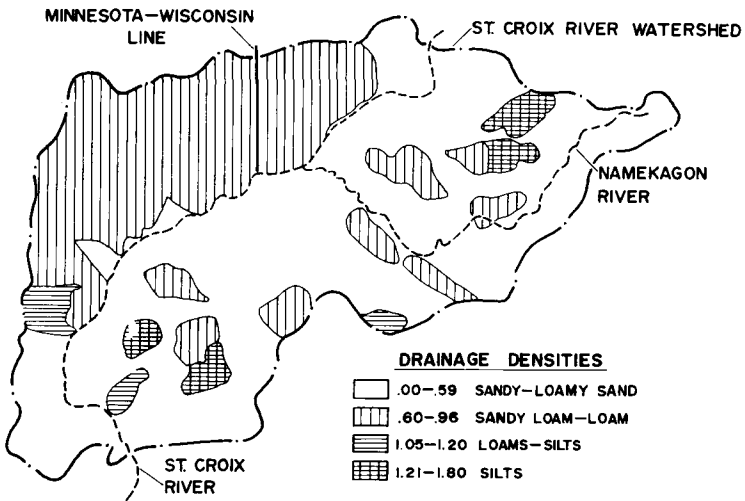 MINNESOTA-WISCONSIN
LINE
ST. CROIX RIVER WATERSHED
NAMEKAGON
RIVER
DRAINAGE DENSITIES
.00-.59 SANDY-LOAMY SAND
.60-.96 SANDY LOAM-LOAM
1.05-1.20 LOAMS-SILTS
1.21-1.80 SILTS
ST. CROIX
RIVER